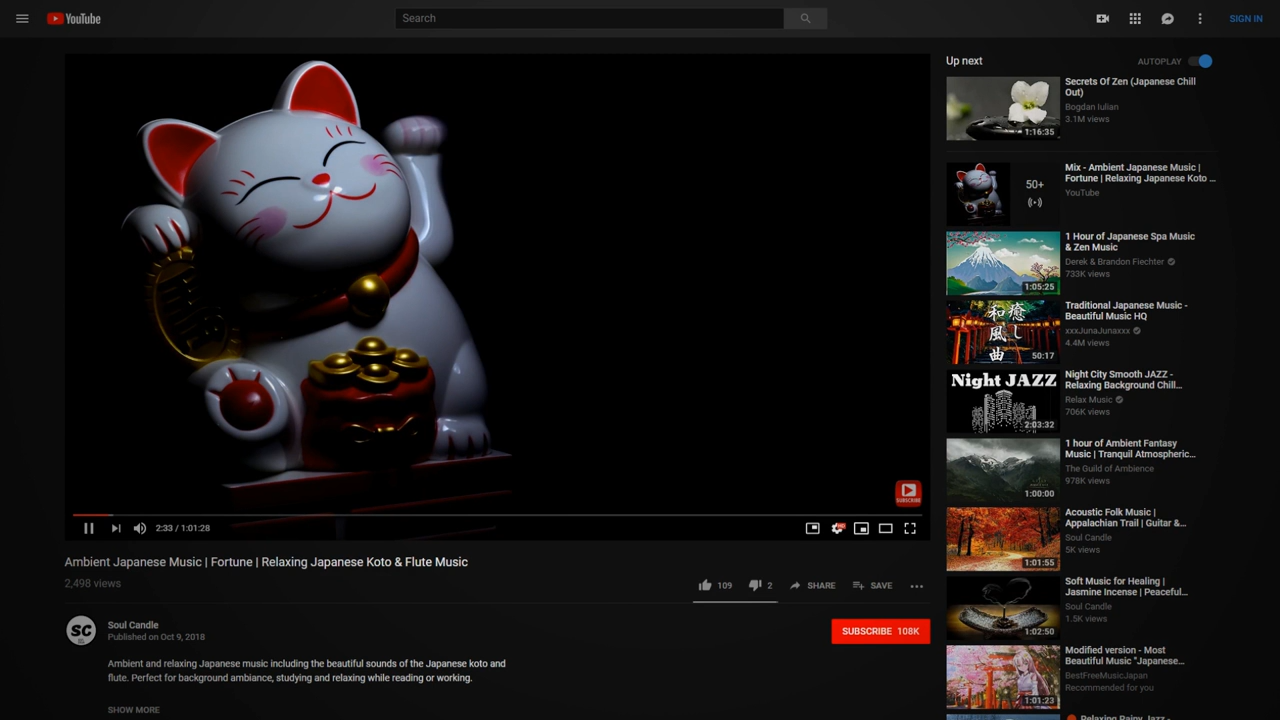 YouTube
Search
SIGN IN
SUBSCRIBE
2:33 / 1:01:28
Ambient Japanese Music | Fortune | Relaxing Japanese Koto & Flute Music
2,498 views
109
2
SHARE
SAVE
SG
Soul Candle
Published on Oct 9, 2018
SUBSCRIBE 108K
Ambient and relaxing Japanese music including the beautiful sounds of the Japanese koto and
flute. Perfect for background ambiance, studying and relaxing while reading or working.
SHOW MORE
Up next
AUTOPLAY
1:16:35
Secrets Of Zen (Japanese Chill
Out)
Bogdan Iulian
3.1M views
50+
Mix - Ambient Japanese Music |
Fortune | Relaxing Japanese Koto ...
YouTube
1:05:25
1 Hour of Japanese Spa Music
& Zen Music
Derek & Brandon Fiechter
733K views
和風曲
癒し
50:17
Traditional Japanese Music -
Beautiful Music HQ
xxxJunaJunaxxx
4.4M views
Night JAZZ
2:03:32
Night City Smooth JAZZ -
Relaxing Background Chill...
Relax Music
706K views
1:00:00
1 hour of Ambient Fantasy
Music | Tranquil Atmospheric...
The Guild of Ambience
978K views
1:01:55
Acoustic Folk Music |
Appalachian Trail | Guitar &...
Soul Candle
5K views
1:02:50
Soft Music for Healing |
Jasmine Incense | Peaceful...
Soul Candle
1.5K views
1:01:23
Modified version - Most
Beautiful Music "Japanese...
BestFreeMusicJapan
Recommended for you
Relaxing Rainy Jazz -